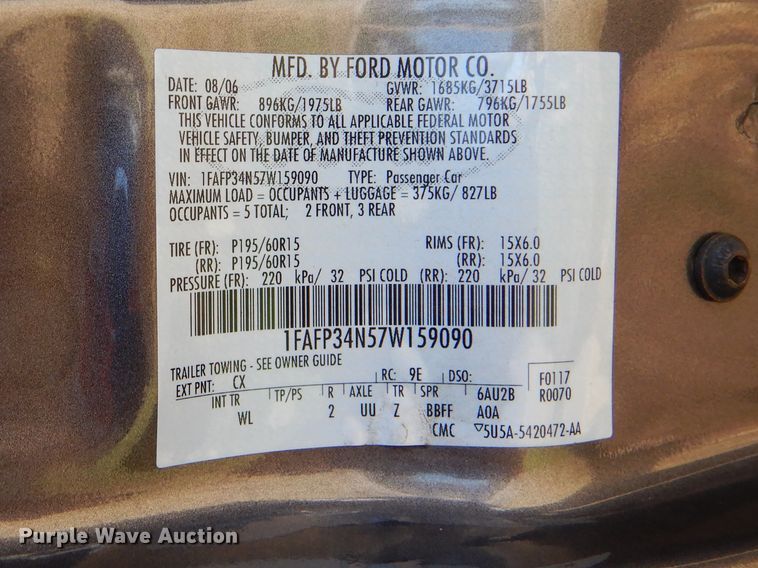 MFD. BY FORD MOTOR CO.
DATE: 08/06 GVWR: 1685KG/3715LB
FRONT GAWR: 896KG/1975LB REAR GAWR: 796KG/1755LB
THIS VEHICLE CONFORMS TO ALL APPLICABLE FEDERAL MOTOR
VEHICLE SAFETY, BUMPER, AND THEFT PREVENTION STANDARDS
IN EFFECT ON THE DATE OF MANUFACTURE SHOWN ABOVE.
VIN: 1FAFP34N57W159090 TYPE: Passenger Car
MAXIMUM LOAD = OCCUPANTS + LUGGAGE = 375KG/ 827LB
OCCUPANTS = 5 TOTAL; 2 FRONT, 3 REAR
TIRE (FR): P195/60R15 RIMS (FR): 15X6.0
(RR): P195/60R15 (RR): 15X6.0
PRESSURE (FR): 220 kPa/ 32 PSI COLD (RR): 220 kPa/ 32 PSI COLD
1FAFP34N57W159090
TRAILER TOWING - SEE OWNER GUIDE
EXT PNT: CX RC: 9E DSO: F0117
INT TR TP/PS R AXLE TR SPR 6AU2B R0070
WL 2 UU Z BBFF A0A
CMC ▽5U5A-5420472-AA
Purple Wave Auction